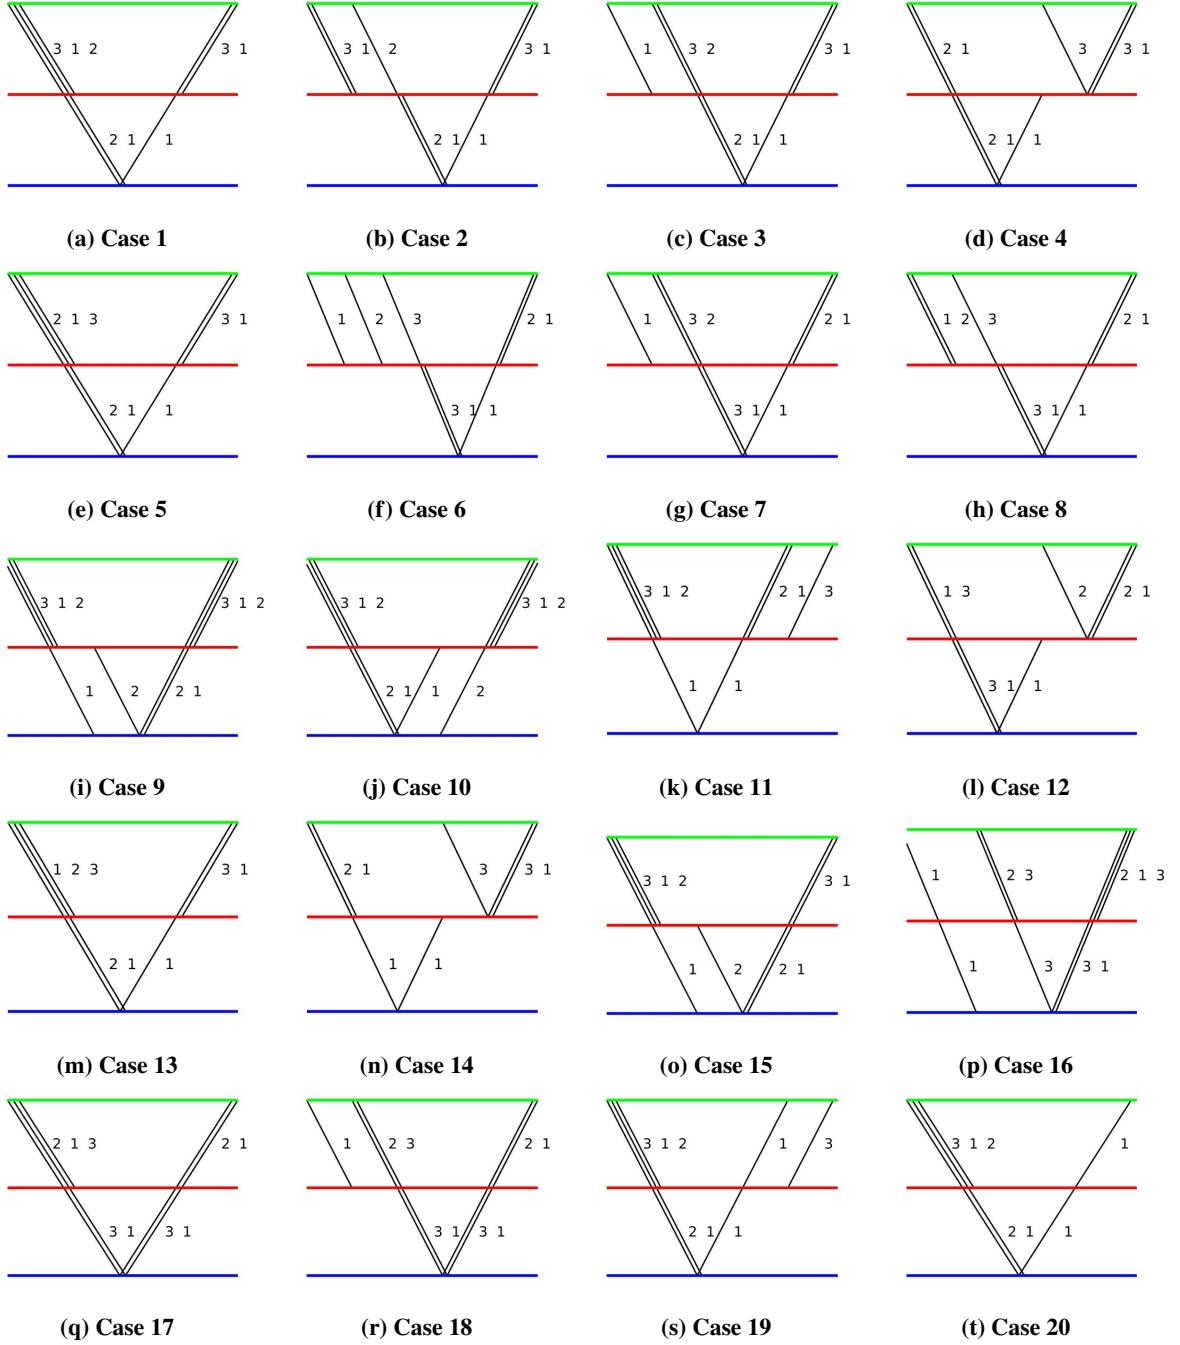 3 1 2 3 1 3 1 2 3 1 1 3 2 3 1 2 1 3 3 1
2 1 1 2 1 1 2 1 1 2 1 1
(a) Case 1 (b) Case 2 (c) Case 3 (d) Case 4
2 1 3 3 1 1 2 3 2 1 1 3 2 2 1 1 2 3 2 1
2 1 1 3 1 1 3 1 1 3 1 1
(e) Case 5 (f) Case 6 (g) Case 7 (h) Case 8
3 1 2 3 1 2 3 1 2 3 1 2 3 1 2 2 1 3 1 3 2 2 1
1 2 2 1 2 1 1 2 1 1 3 1 1
(i) Case 9 (j) Case 10 (k) Case 11 (l) Case 12
1 2 3 3 1 2 1 3 3 1 3 1 2 3 1 1 2 3 2 1 3
2 1 1 1 1 1 2 2 1 1 3 3 1
(m) Case 13 (n) Case 14 (o) Case 15 (p) Case 16
2 1 3 2 1 1 2 3 2 1 3 1 2 1 3 3 1 2 1
3 1 3 1 3 1 3 1 2 1 1 2 1 1
(q) Case 17 (r) Case 18 (s) Case 19 (t) Case 20